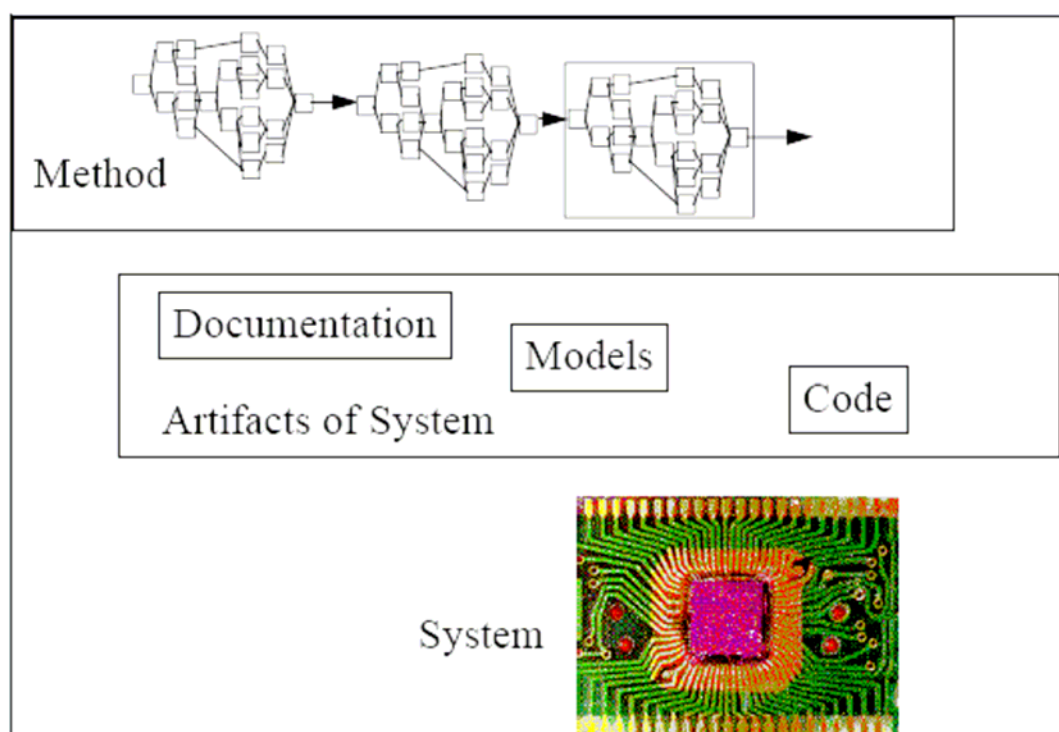 Method
Documentation
Models
Code
Artifacts of System
System